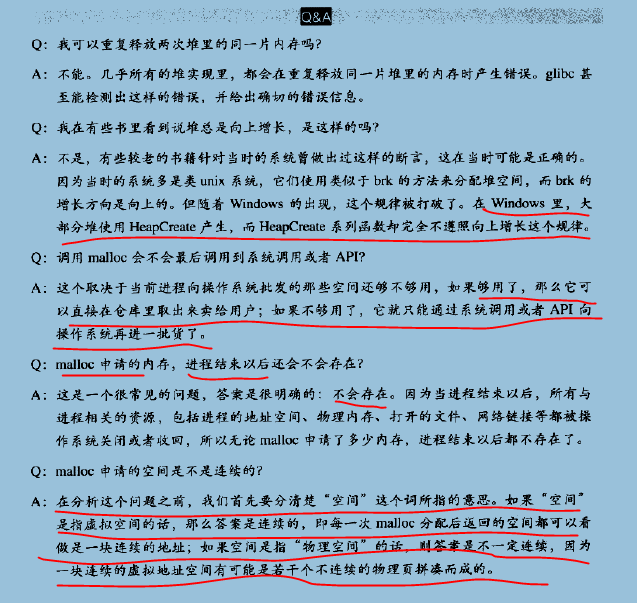 Q&A
Q: 我可以重复释放两次堆里的同一片内存吗?
A: 不能。几乎所有的堆实现里，都会在重复释放同一片堆里的内存时产生错误。glibc 甚
至能检测出这样的错误，并给出确切的错误信息。
Q: 我在有些书里看到说堆总是向上增长，是这样的吗?
A: 不是，有些较老的书籍针对当时的系统曾做出过这样的断言，这在当时可能是正确的。
因为当时的系统多是类 unix 系统，它们使用类似于 brk 的方法来分配堆空间，而 brk 的
增长方向是向上的。但随着 Windows 的出现，这个规律被打破了。在 Windows 里，大
部分堆使用 HeapCreate 产生，而 HeapCreate 系列函数却完全不遵照向上增长这个规律。
Q: 调用 malloc 会不会最后调用到系统调用或者 API?
A: 这个取决于当前进程向操作系统批发的那些空间还够不够用，如果够用了，那么它可
以直接在仓库里取出来卖给用户；如果不够用了，它就只能通过系统调用或者 API 向
操作系统再进一批货了。
Q: malloc 申请的内存，进程结束以后还会不会存在?
A: 这是一个很常见的问题，答案是很明确的：不会存在。因为当进程结束以后，所有与
进程相关的资源，包括进程的地址空间、物理内存、打开的文件、网络链接等都被操
作系统关闭或者收回，所以无论 malloc 申请了多少内存，进程结束以后都不存在了。
Q: malloc 申请的空间是不是连续的?
A: 在分析这个问题之前，我们首先要分清楚“空间”这个词所指的意思。如果“空间”
是指虚拟空间的话，那么答案是连续的，即每一次 malloc 分配后返回的空间都可以看
做是一块连续的地址；如果空间是指“物理空间”的话，则答案是不一定连续，因为
一块连续的虚拟地址空间有可能是若干个不连续的物理页拼凑而成的。